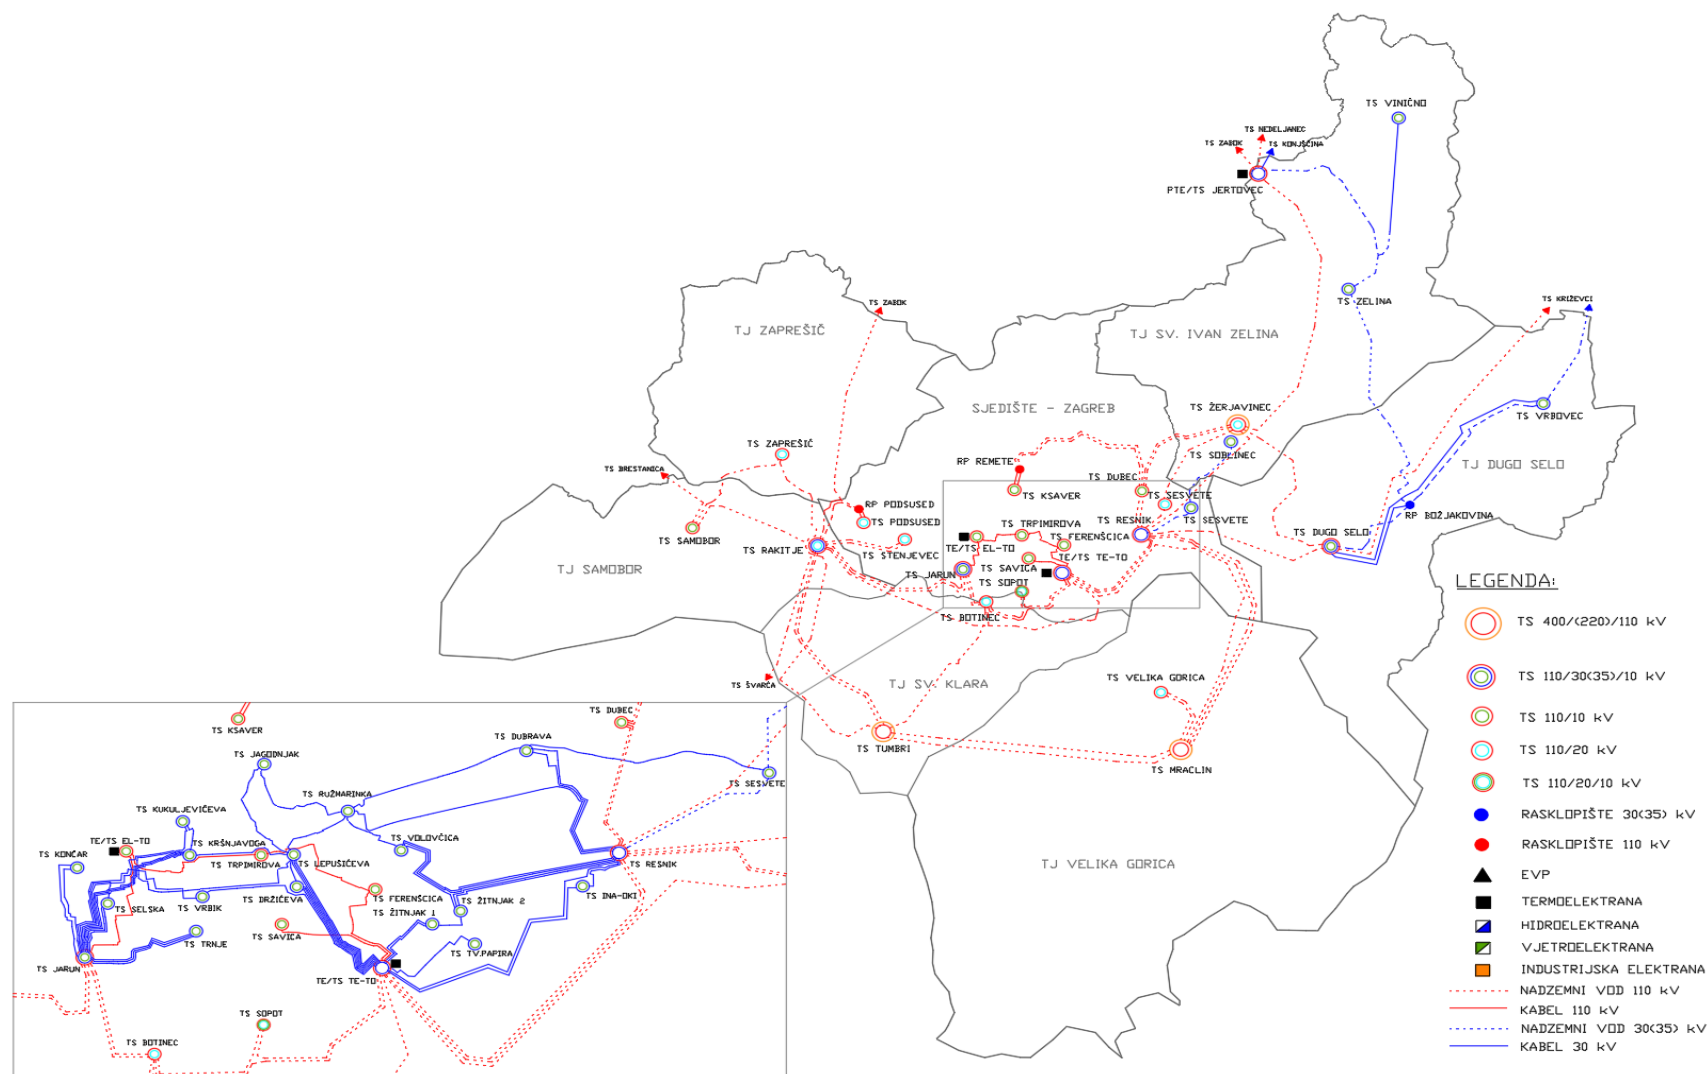 TS VINIČNO
TS NEDELJANEC
TS ZABOK
TS KONJŠČINA
PTE/TS JERTOVEC
TS ZELINA
TS KRIŽEVCI
TS ZABOK
TJ ZAPREŠIĆ
TJ SV. IVAN ZELINA
SJEDIŠTE - ZAGREB
TS ŽERJAVINEC
TS VRBOVEC
TS SOBLINEC
TS ZAPREŠIĆ
TS BRESTANICA
RP REMETE
TJ DUGO SELO
TS DUBEC
TS KSAVER
TS SESVETE
RP PODSUSED
TS PODSUSED
TS SESVETE
RP BOŽJAKOVINA
TS TRPIMIROVA
TS RESNIK
TS FERENŠCICA
TS SAMOBOR
TS RAKITJE
TS STENJEVEC
TE/TS EL-TO
TE/TS TE-TO
TS DUGO SELO
TJ SAMOBOR
TS JARUN
TS SAVICA
TS SOPOT
TS BOTINEC
TS ŠVARČA
TJ SV. KLARA
TS VELIKA GORICA
TS TUMBRI
TS MRACLIN
TJ VELIKA GORICA
LEGENDA:
TS 400/(220)/110 kV
TS 110/30(35)/10 kV
TS 110/10 kV
TS 110/20 kV
TS 110/20/10 kV
RASKLOPIŠTE 30(35) kV
RASKLOPIŠTE 110 kV
EVP
TERMOELEKTRANA
HIDROELEKTRANA
VJETROELEKTRANA
INDUSTRIJSKA ELEKTRANA
NADZEMNI VOD 110 kV
KABEL 110 kV
NADZEMNI VOD 30(35) kV
KABEL 30 kV
TS KSAVER
TS DUBEC
TS JAGODNJAK
TS DUBRAVA
TS SESVETE
TS RUŽMARINKA
TS KUKULJEVIĆEVA
TE/TS EL-TO
TS KRŠNJAVOGA
TS VOLOVČICA
TS KONČAR
TS TRPIMIROVA
TS LEPUŠIĆEVA
TS RESNIK
TS SELSKA
TS VRBIK
TS DRŽIĆEVA
TS FERENŠCICA
TS ŽITNJAK 2
TS INA-OKI
TS ŽITNJAK 1
TS TRNJE
TS SAVICA
TS TV.PAPIRA
TS JARUN
TE/TS TE-TO
TS SOPOT
TS BOTINEC